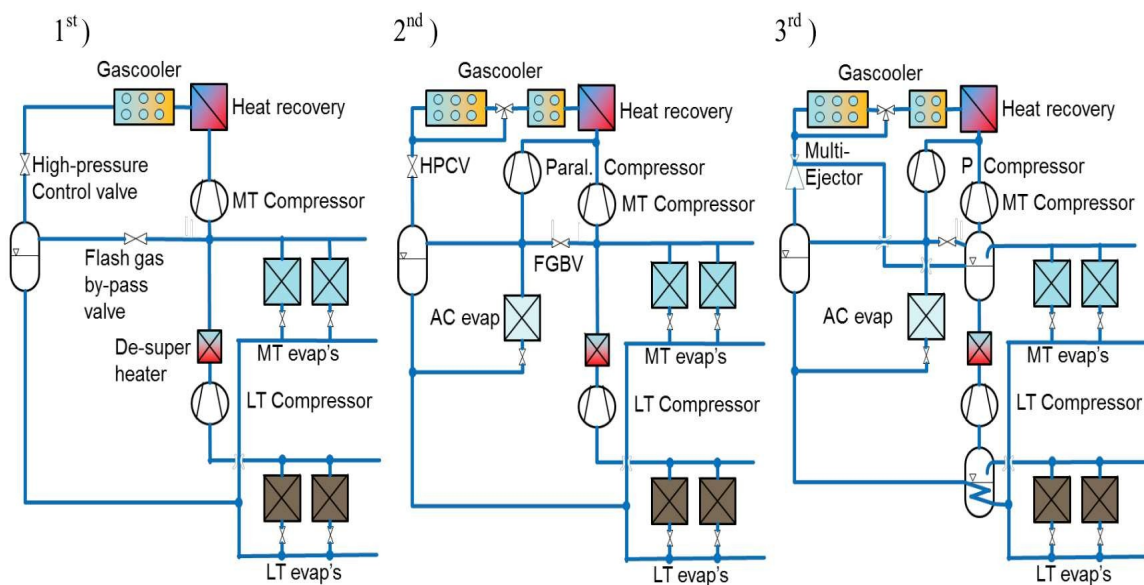 1st)
Gascooler
Heat recovery
High-pressure
Control valve
MT Compressor
Flash gas
by-pass
valve
De-super
heater
MT evap's
LT Compressor
LT evap's
2nd)
Gascooler
Heat recovery
HPCV
Paral. Compressor
MT Compressor
FGBV
AC evap
MT evap's
LT Compressor
LT evap's
3rd)
Gascooler
Heat recovery
Multi-
Ejector
P Compressor
MT Compressor
AC evap
MT evap's
LT Compressor
LT evap's